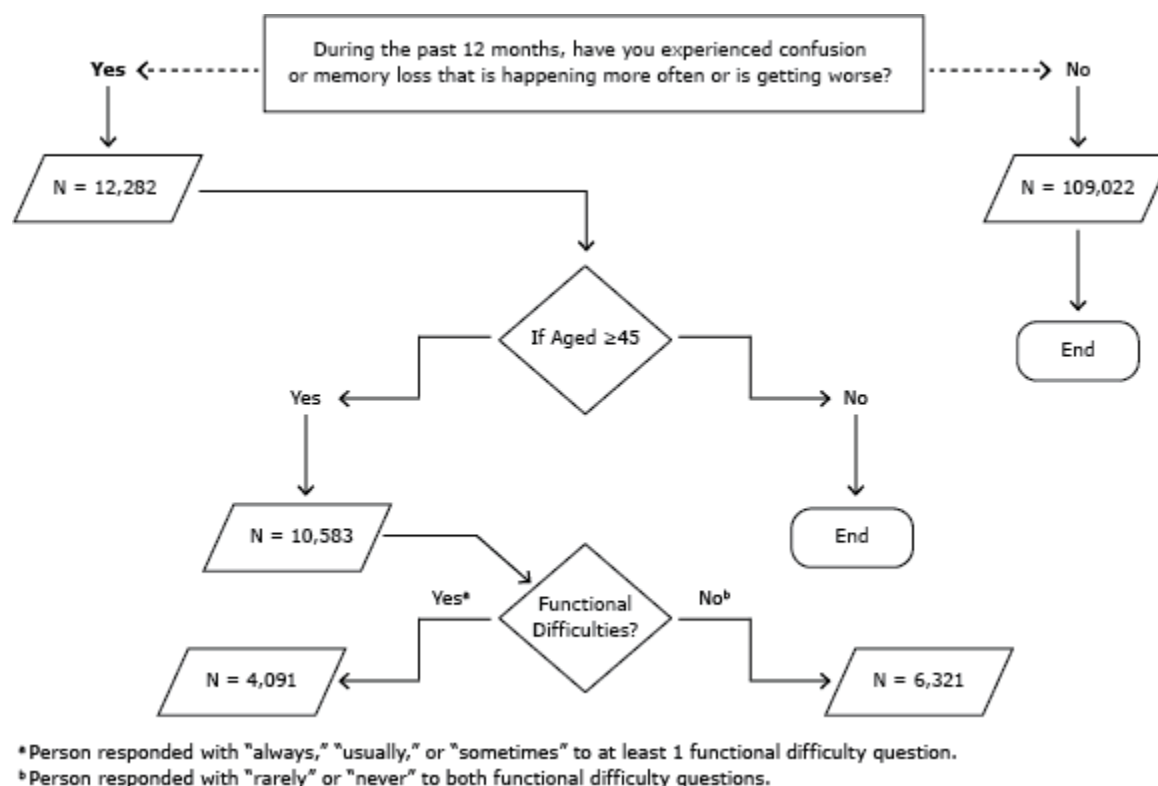 During the past 12 months, have you experienced confusion
or memory loss that is happening more often or is getting worse?
Yes
No
N = 12,282
N = 109,022
If Aged ≥45
End
Yes
No
N = 10,583
End
Yesᵃ
Functional
Difficulties?
Noᵇ
N = 4,091
N = 6,321
ᵃ Person responded with “always,” “usually,” or “sometimes” to at least 1 functional difficulty question.
ᵇ Person responded with “rarely” or “never” to both functional difficulty questions.